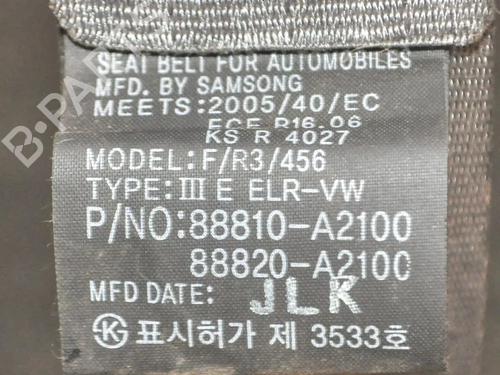 SEAT BELT FOR AUTOMOBILES
MFD. BY SAMSONG
MEETS:2005/40/EC
ECE R16.06
KS R 4027
MODEL:F/R3/456
TYPE:III E ELR-VW
P/NO:88810-A2100
88820-A2100
MFD DATE: JLK
표시허가 제 3533호
B-PARTS